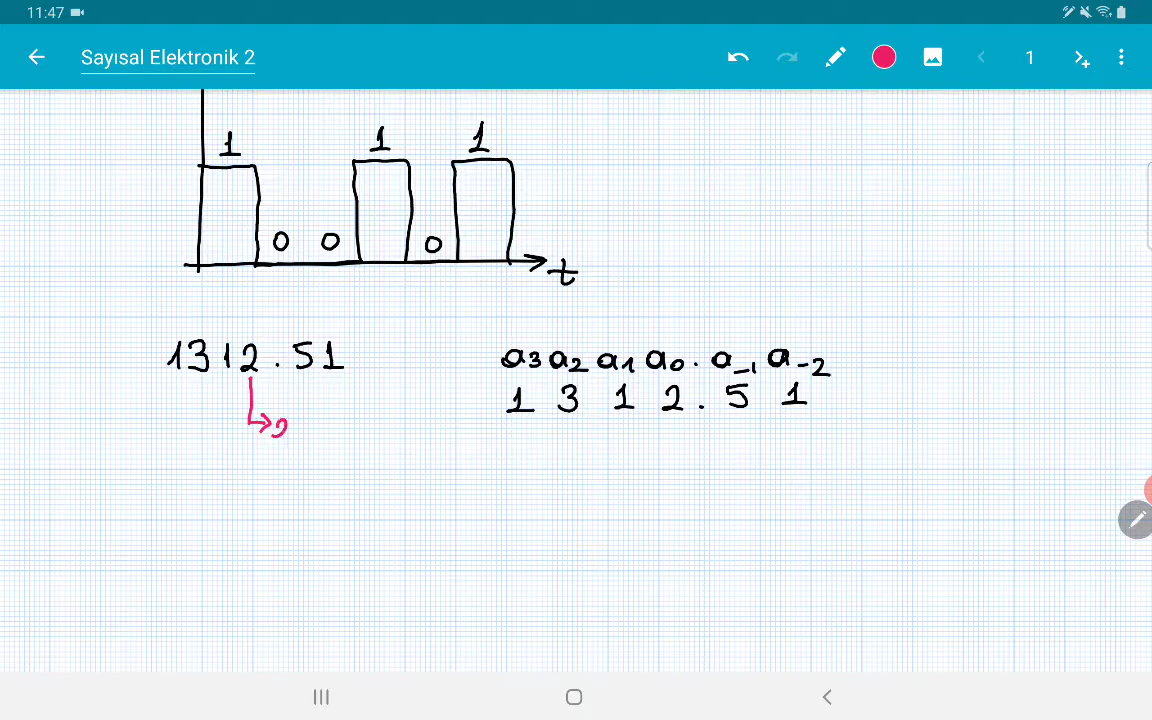 11:47
Sayısal Elektronik 2
1
1 1 1
0 0 0
t
1312.51
a₃ a₂ a₁ a₀ . a₋₁ a₋₂
1 3 1 2 . 5 1